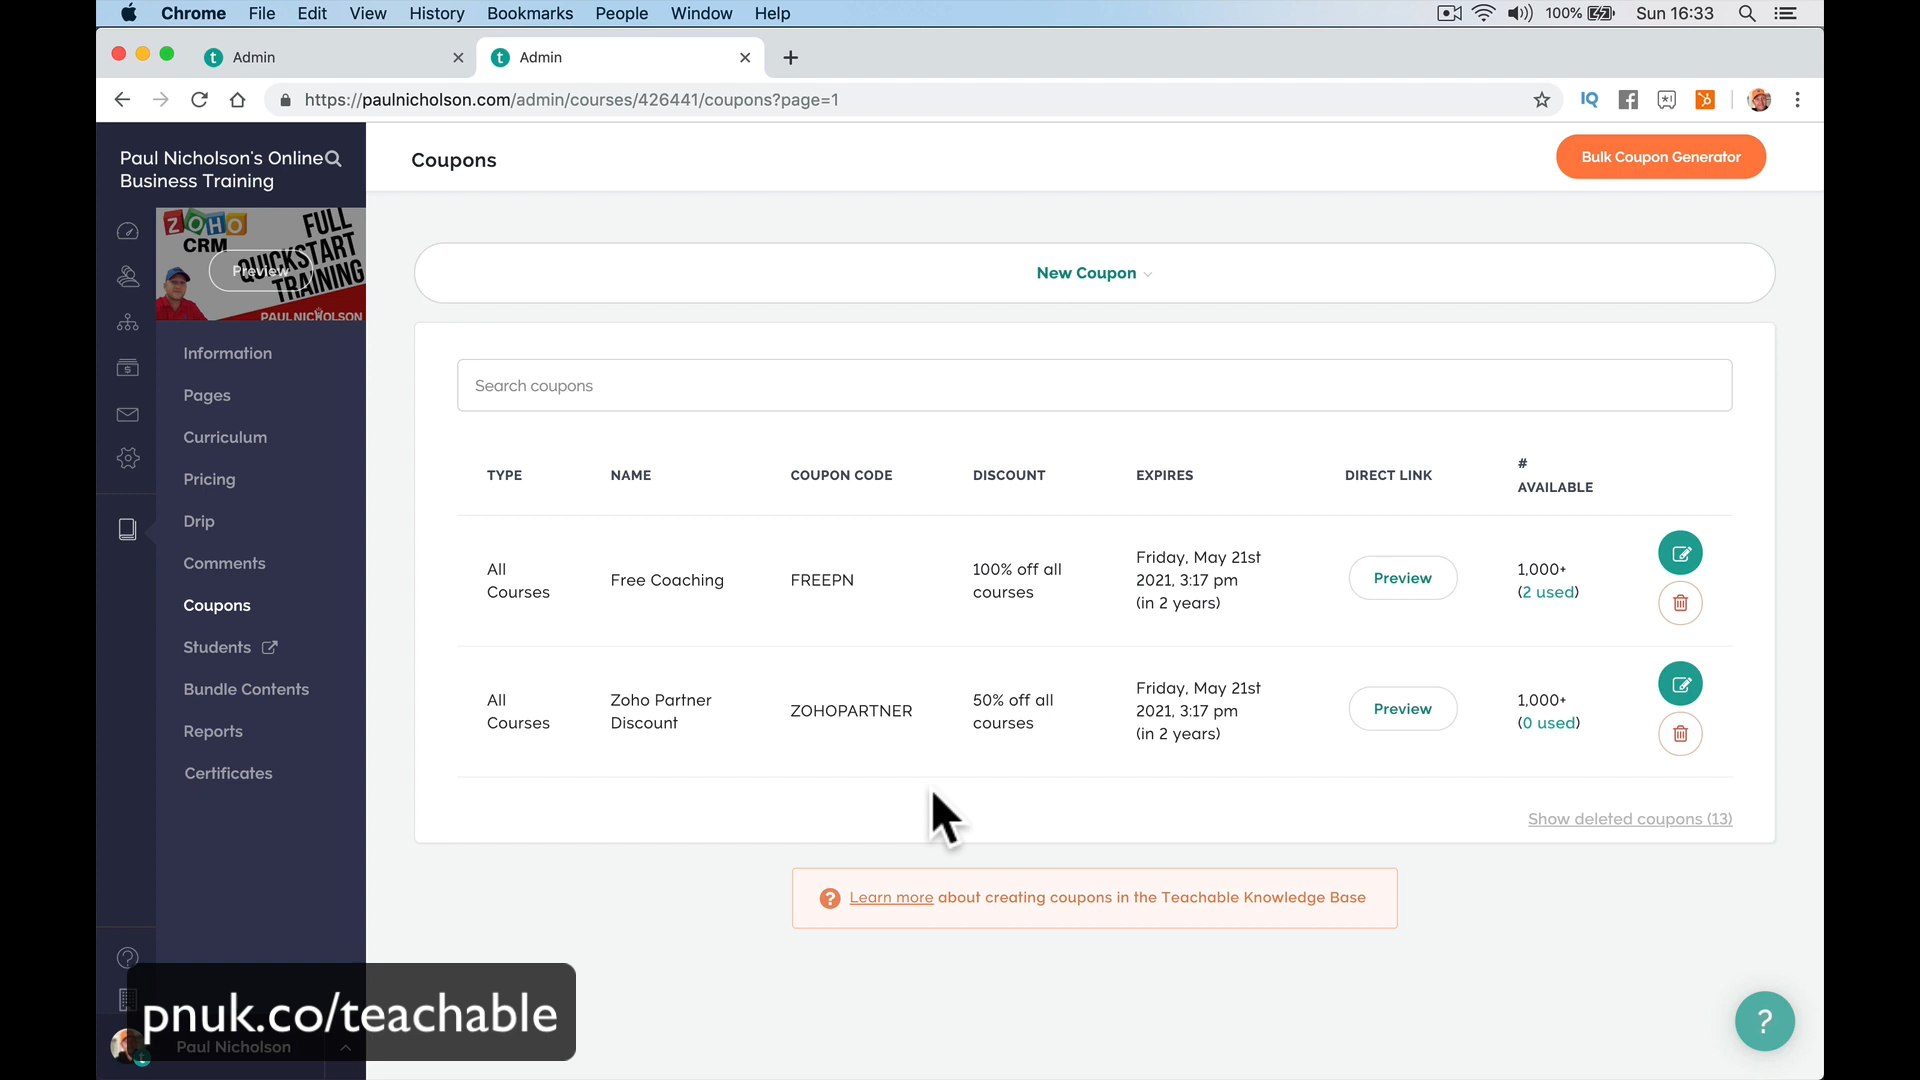 Chrome File Edit View History Bookmarks People Window Help 100% Sun 16:33
Admin Admin
https://paulnicholson.com/admin/courses/426441/coupons?page=1 IQ
Paul Nicholson's Online
Business Training
Coupons
Bulk Coupon Generator
ZOHO
CRM
FULL
QUICKSTART
TRAINING
PAUL NICHOLSON
Preview
New Coupon
Information
Pages
Curriculum
Pricing
Drip
Comments
Coupons
Students
Bundle Contents
Reports
Certificates
Search coupons
TYPE NAME COUPON CODE DISCOUNT EXPIRES DIRECT LINK #
AVAILABLE
All
Courses
Free Coaching
FREEPN
100% off all
courses
Friday, May 21st
2021, 3:17 pm
(in 2 years)
Preview
1,000+
(2 used)
All
Courses
Zoho Partner
Discount
ZOHOPARTNER
50% off all
courses
Friday, May 21st
2021, 3:17 pm
(in 2 years)
Preview
1,000+
(0 used)
Show deleted coupons (13)
Learn more about creating coupons in the Teachable Knowledge Base
pnuk.co/teachable
Paul Nicholson